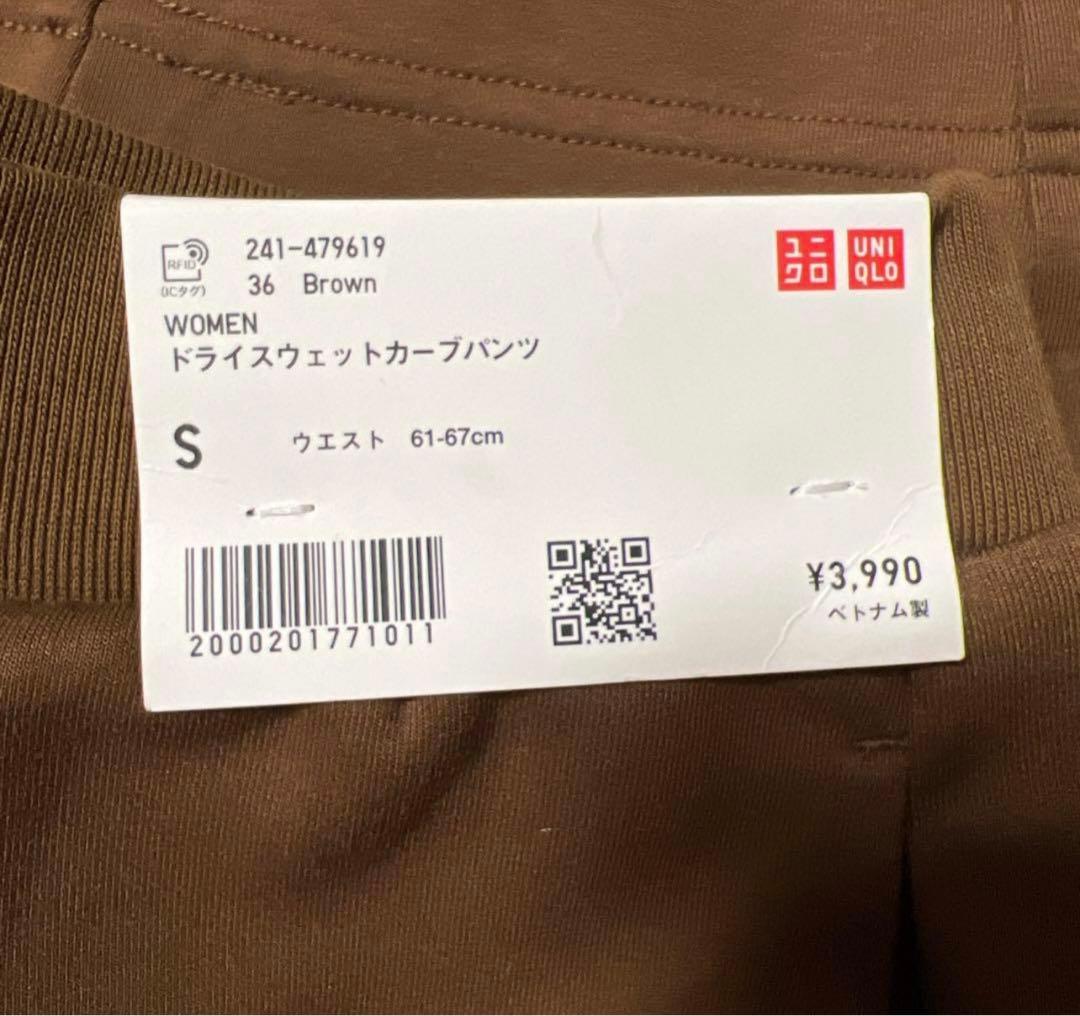 RFID
(ICタグ)
241-479619
36 Brown
ユニ
クロ
UNI
QLO
WOMEN
ドライスウェットカーブパンツ
S ウエスト 61-67cm
2000201771011
¥3,990
ベトナム製